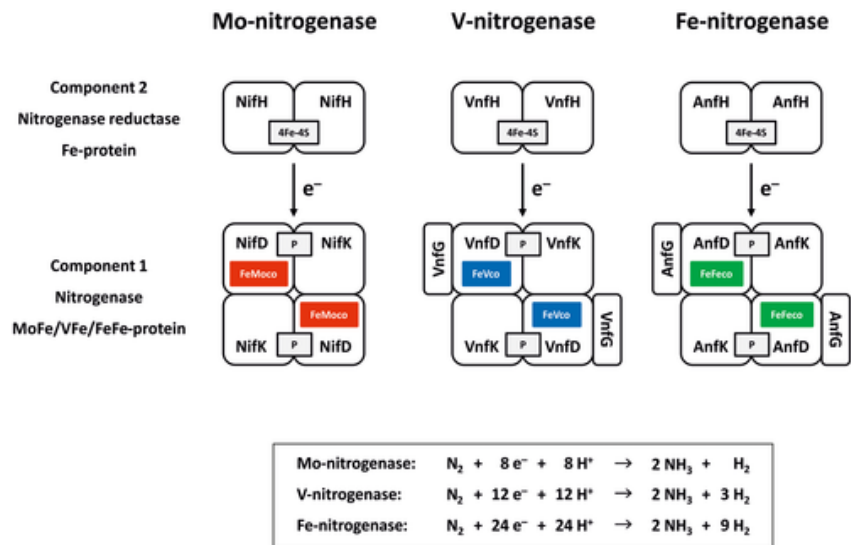 Mo-nitrogenase V-nitrogenase Fe-nitrogenase
Component 2
Nitrogenase reductase
Fe-protein
NifH NifH
4Fe-4S
VnfH VnfH
4Fe-4S
AnfH AnfH
4Fe-4S
e⁻ e⁻ e⁻
Component 1
Nitrogenase
MoFe/VFe/FeFe-protein
NifD P NifK
FeMoco
FeMoco
NifK P NifD
VnfG
VnfD P VnfK
FeVco
FeVco
VnfK P VnfD
VnfG
AnfG
AnfD P AnfK
FeFeco
FeFeco
AnfK P AnfD
AnfG
Mo-nitrogenase: N₂ + 8 e⁻ + 8 H⁺ → 2 NH₃ + H₂
V-nitrogenase: N₂ + 12 e⁻ + 12 H⁺ → 2 NH₃ + 3 H₂
Fe-nitrogenase: N₂ + 24 e⁻ + 24 H⁺ → 2 NH₃ + 9 H₂